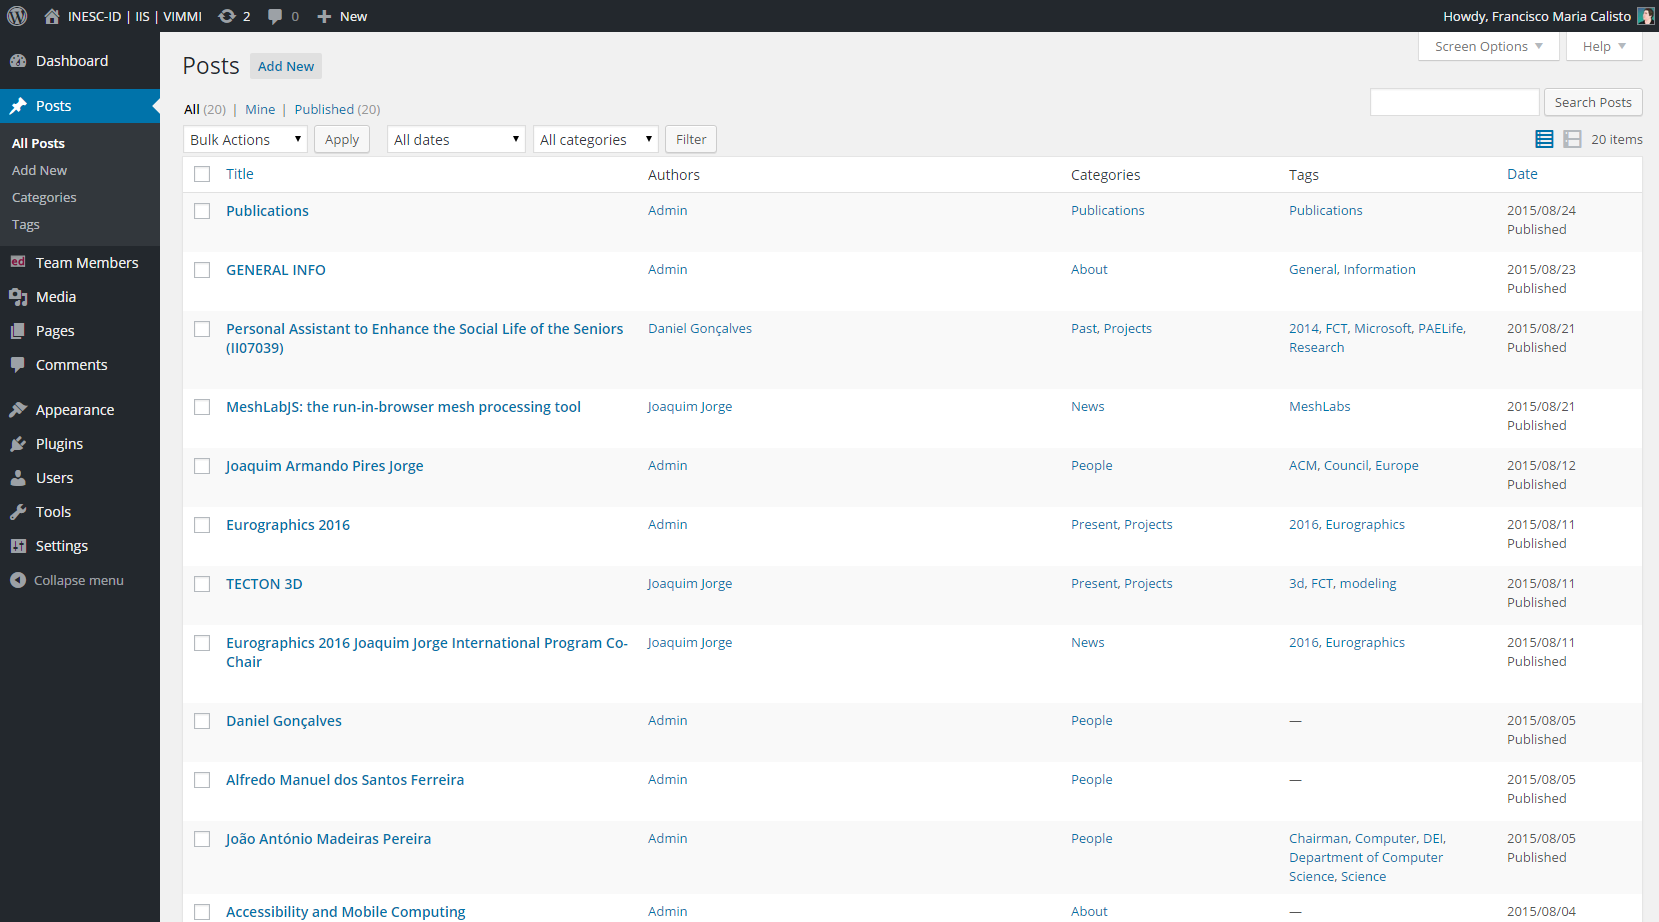 INESC-ID | IIS | VIMMI 2 0 New Howdy, Francisco Maria Calisto
Dashboard
Posts
All Posts
Add New
Categories
Tags
Team Members
Media
Pages
Comments
Appearance
Plugins
Users
Tools
Settings
Collapse menu
Screen Options Help
Posts Add New
All (20) | Mine | Published (20)
Search Posts
Bulk Actions Apply All dates All categories Filter 20 items
Title Authors Categories Tags Date
Publications Admin Publications Publications 2015/08/24
Published
GENERAL INFO Admin About General, Information 2015/08/23
Published
Personal Assistant to Enhance the Social Life of the Seniors Daniel Gonçalves Past, Projects 2014, FCT, Microsoft, PAELife, 2015/08/21
(II07039) Research Published
MeshLabJS: the run-in-browser mesh processing tool Joaquim Jorge News MeshLabs 2015/08/21
Published
Joaquim Armando Pires Jorge Admin People ACM, Council, Europe 2015/08/12
Published
Eurographics 2016 Admin Present, Projects 2016, Eurographics 2015/08/11
Published
TECTON 3D Joaquim Jorge Present, Projects 3d, FCT, modeling 2015/08/11
Published
Eurographics 2016 Joaquim Jorge International Program Co- Joaquim Jorge News 2016, Eurographics 2015/08/11
Chair Published
Daniel Gonçalves Admin People — 2015/08/05
Published
Alfredo Manuel dos Santos Ferreira Admin People — 2015/08/05
Published
João António Madeiras Pereira Admin People Chairman, Computer, DEI, 2015/08/05
Department of Computer Published
Science, Science
Accessibility and Mobile Computing Admin About — 2015/08/04